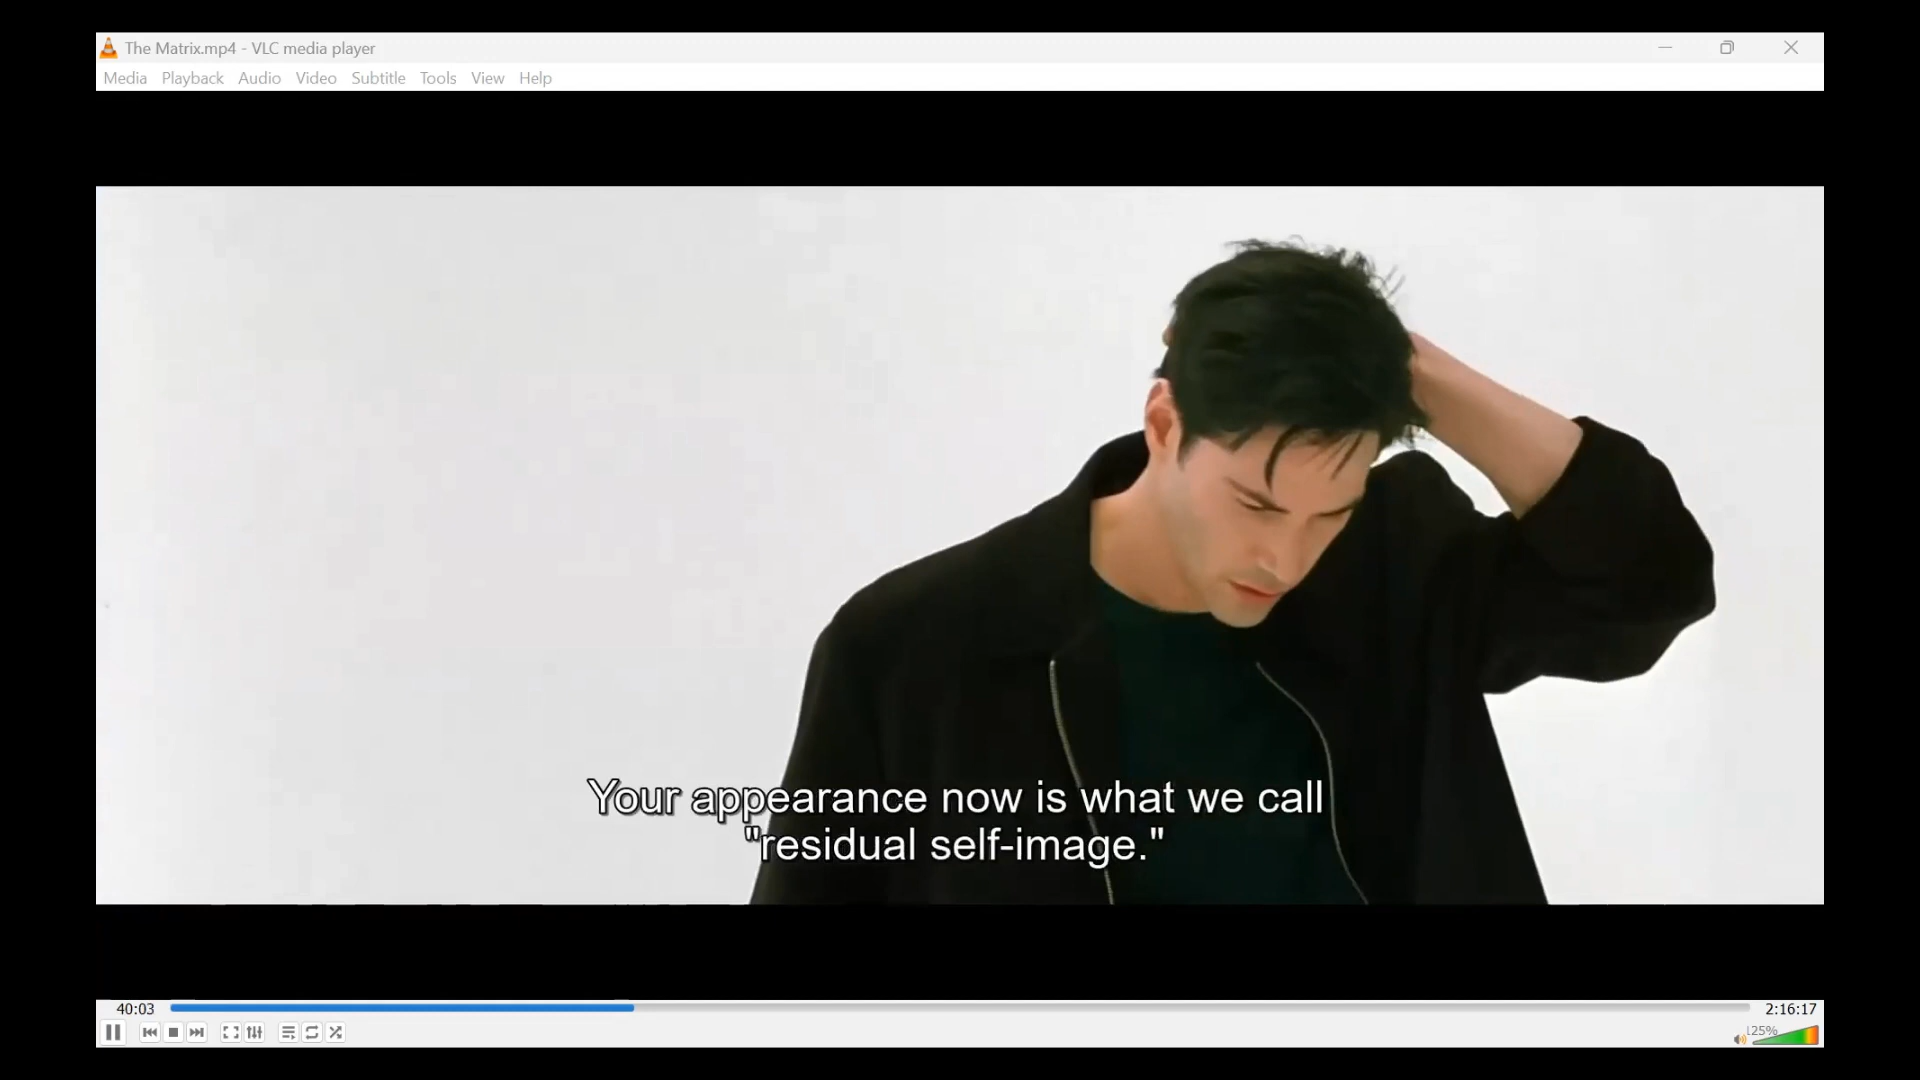 The Matrix.mp4 - VLC media player
Media Playback Audio Video Subtitle Tools View Help
Your appearance now is what we call
"residual self-image."
40:03
2:16:17
125%